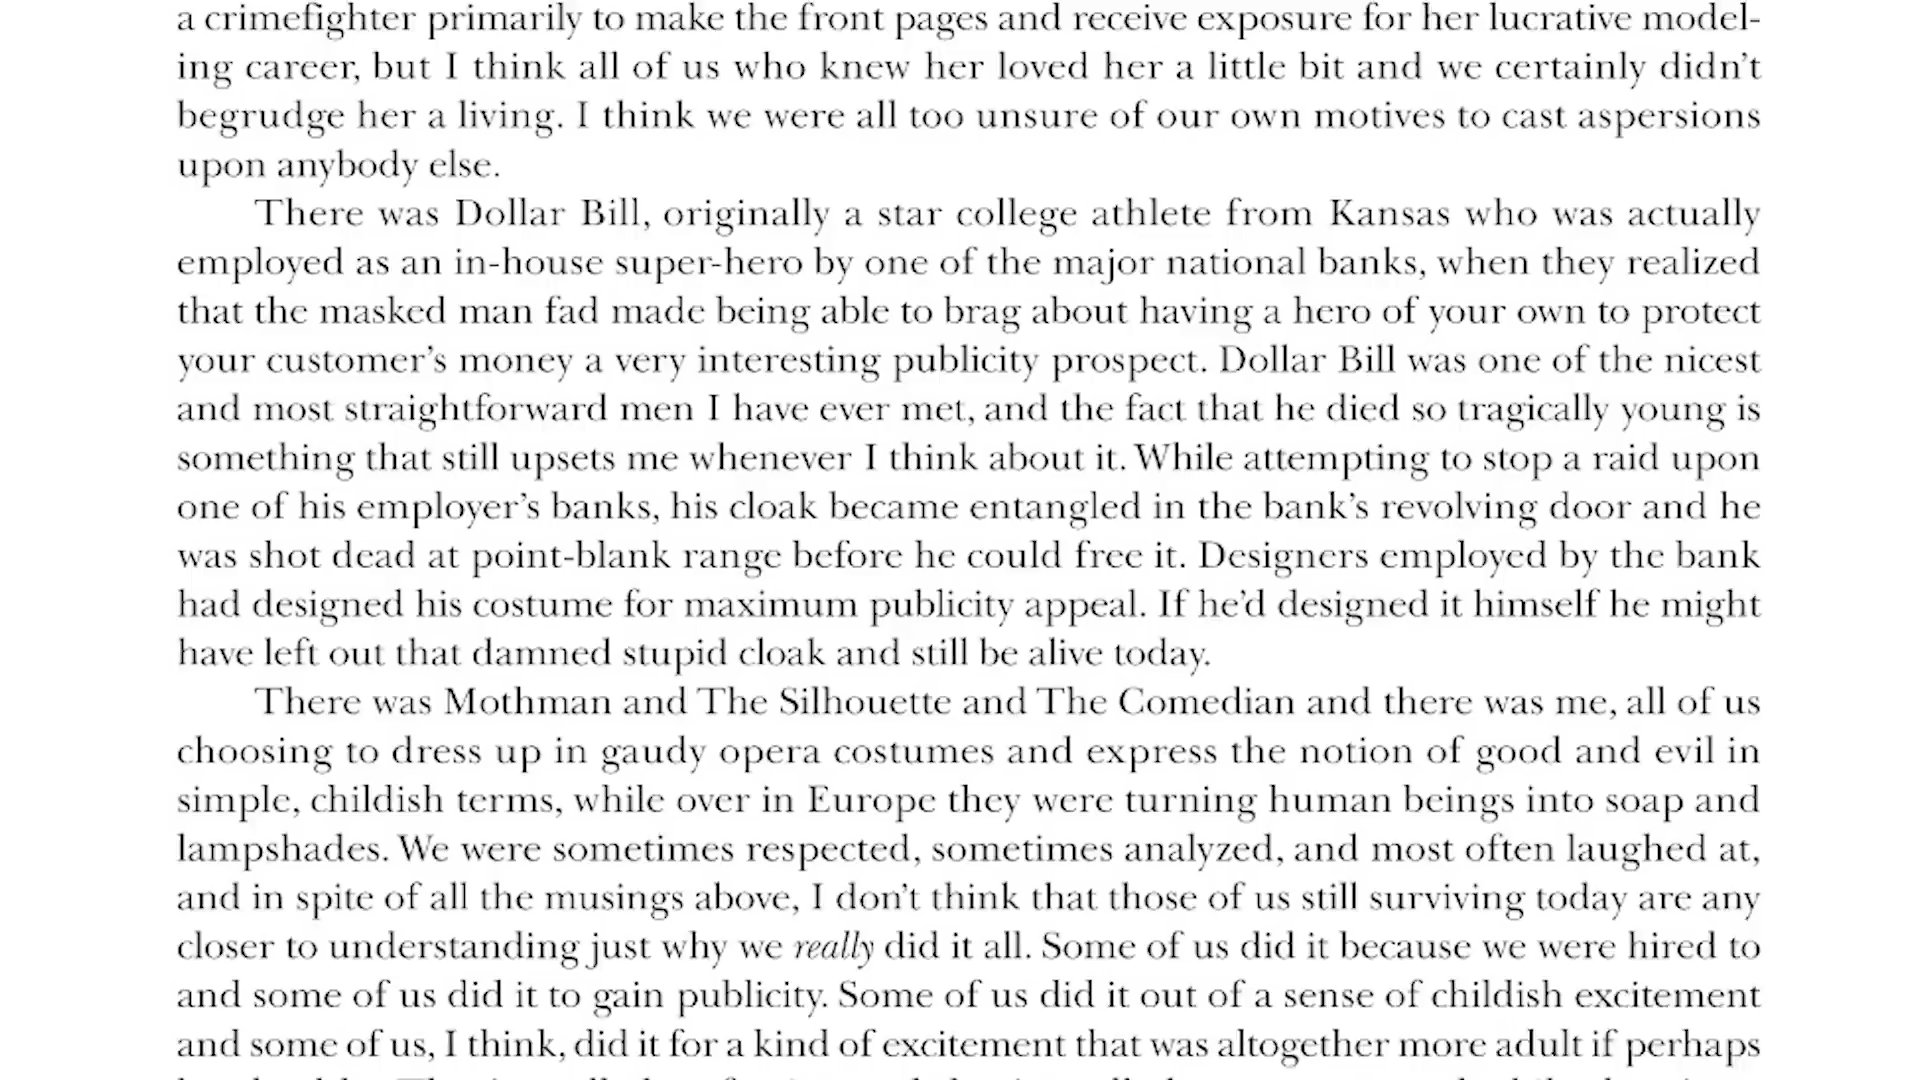 a crimefighter primarily to make the front pages and receive exposure for her lucrative model-
ing career, but I think all of us who knew her loved her a little bit and we certainly didn’t
begrudge her a living. I think we were all too unsure of our own motives to cast aspersions
upon anybody else.
There was Dollar Bill, originally a star college athlete from Kansas who was actually
employed as an in-house super-hero by one of the major national banks, when they realized
that the masked man fad made being able to brag about having a hero of your own to protect
your customer’s money a very interesting publicity prospect. Dollar Bill was one of the nicest
and most straightforward men I have ever met, and the fact that he died so tragically young is
something that still upsets me whenever I think about it. While attempting to stop a raid upon
one of his employer’s banks, his cloak became entangled in the bank’s revolving door and he
was shot dead at point-blank range before he could free it. Designers employed by the bank
had designed his costume for maximum publicity appeal. If he’d designed it himself he might
have left out that damned stupid cloak and still be alive today.
There was Mothman and The Silhouette and The Comedian and there was me, all of us
choosing to dress up in gaudy opera costumes and express the notion of good and evil in
simple, childish terms, while over in Europe they were turning human beings into soap and
lampshades. We were sometimes respected, sometimes analyzed, and most often laughed at,
and in spite of all the musings above, I don’t think that those of us still surviving today are any
closer to understanding just why we really did it all. Some of us did it because we were hired to
and some of us did it to gain publicity. Some of us did it out of a sense of childish excitement
and some of us, I think, did it for a kind of excitement that was altogether more adult if perhaps